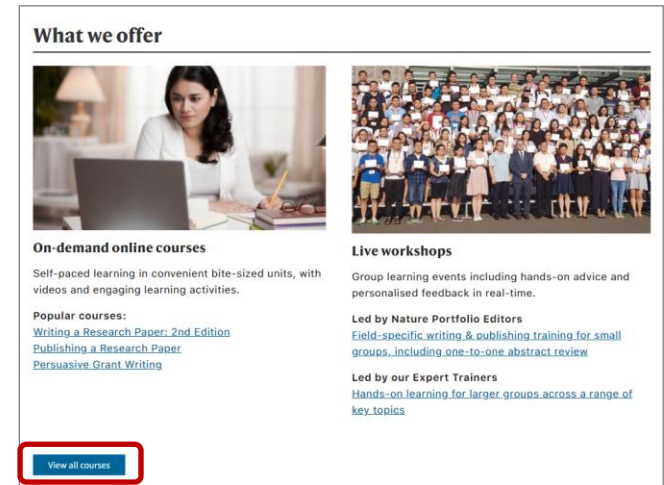 What we offer
On-demand online courses
Self-paced learning in convenient bite-sized units, with
videos and engaging learning activities.
Popular courses:
Writing a Research Paper: 2nd Edition
Publishing a Research Paper
Persuasive Grant Writing
Live workshops
Group learning events including hands-on advice and
personalised feedback in real-time.
Led by Nature Portfolio Editors
Field-specific writing & publishing training for small
groups, including one-to-one abstract review
Led by our Expert Trainers
Hands-on learning for larger groups across a range of
key topics
View all courses